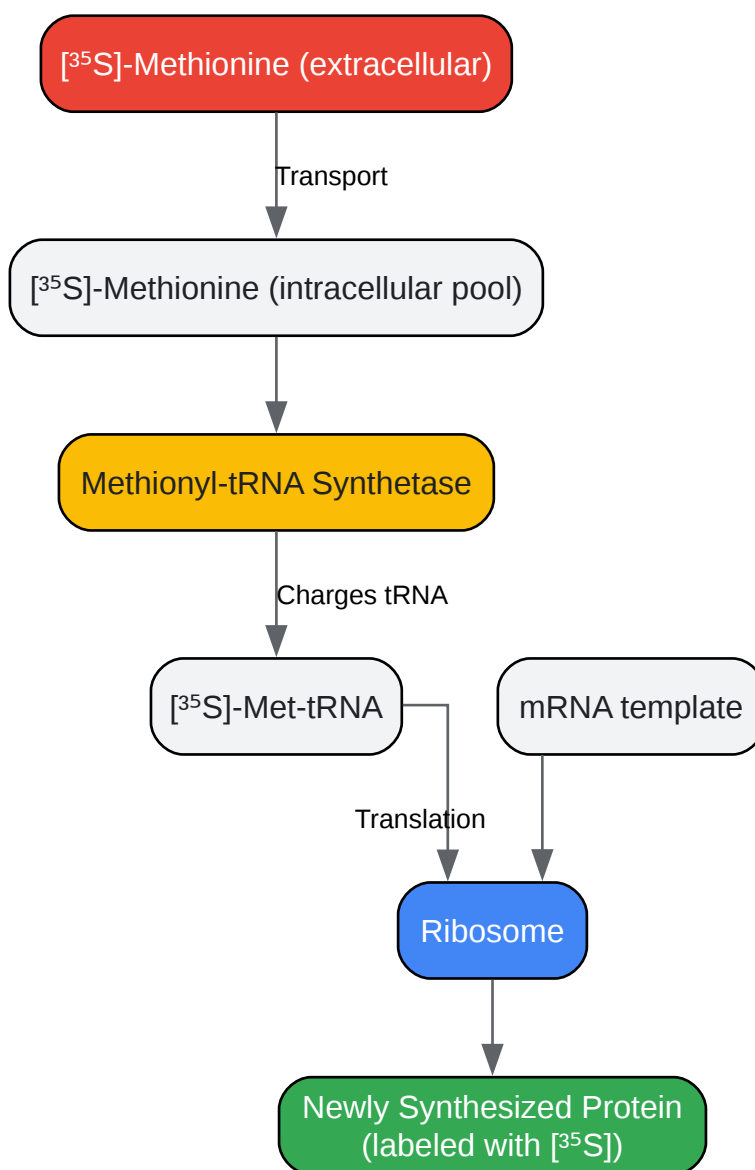 [³⁵S]-Methionine (extracellular)
Transport
[³⁵S]-Methionine (intracellular pool)
Methionyl-tRNA Synthetase
Charges tRNA
[³⁵S]-Met-tRNA
mRNA template
Translation
Ribosome
Newly Synthesized Protein
(labeled with [³⁵S])